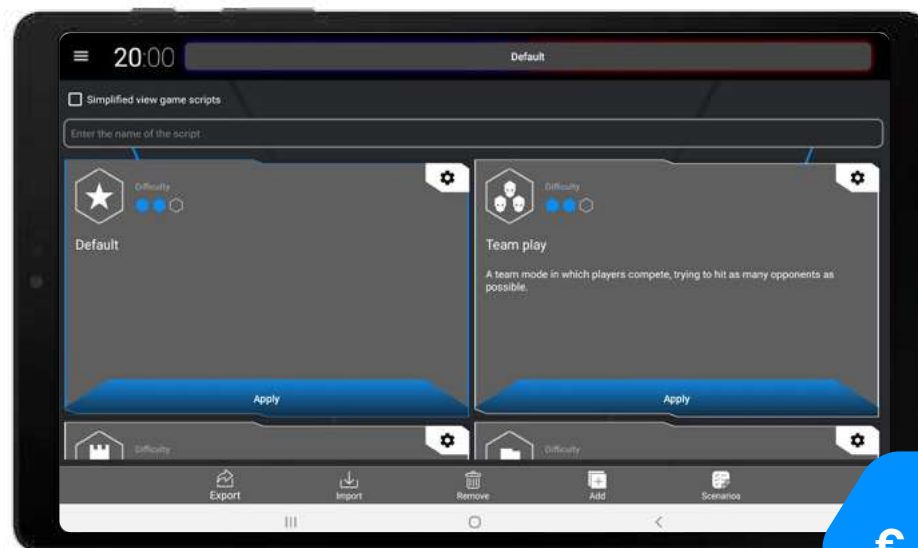 20:00
Default
Simplified view game scripts
Enter the name of the script
Difficulty
Default
Apply
Difficulty
Team play
A team mode in which players compete, trying to hit as many opponents as
possible.
Apply
Difficulty
Difficulty
Export
Import
Remove
Add
Scenarios
€